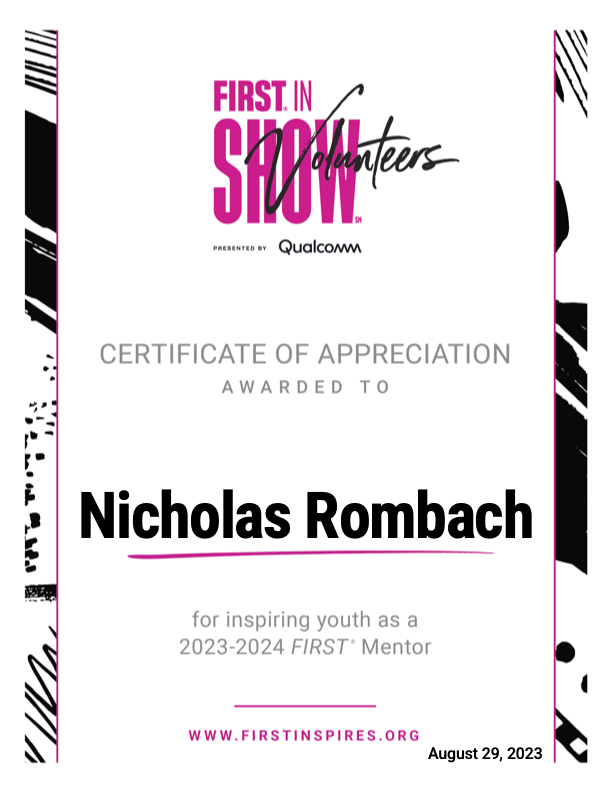 FIRST® IN
SHOW℠
Volunteers
PRESENTED BY Qualcomm
CERTIFICATE OF APPRECIATION
AWARDED TO
Nicholas Rombach
for inspiring youth as a
2023-2024 FIRST® Mentor
WWW.FIRSTINSPIRES.ORG
August 29, 2023